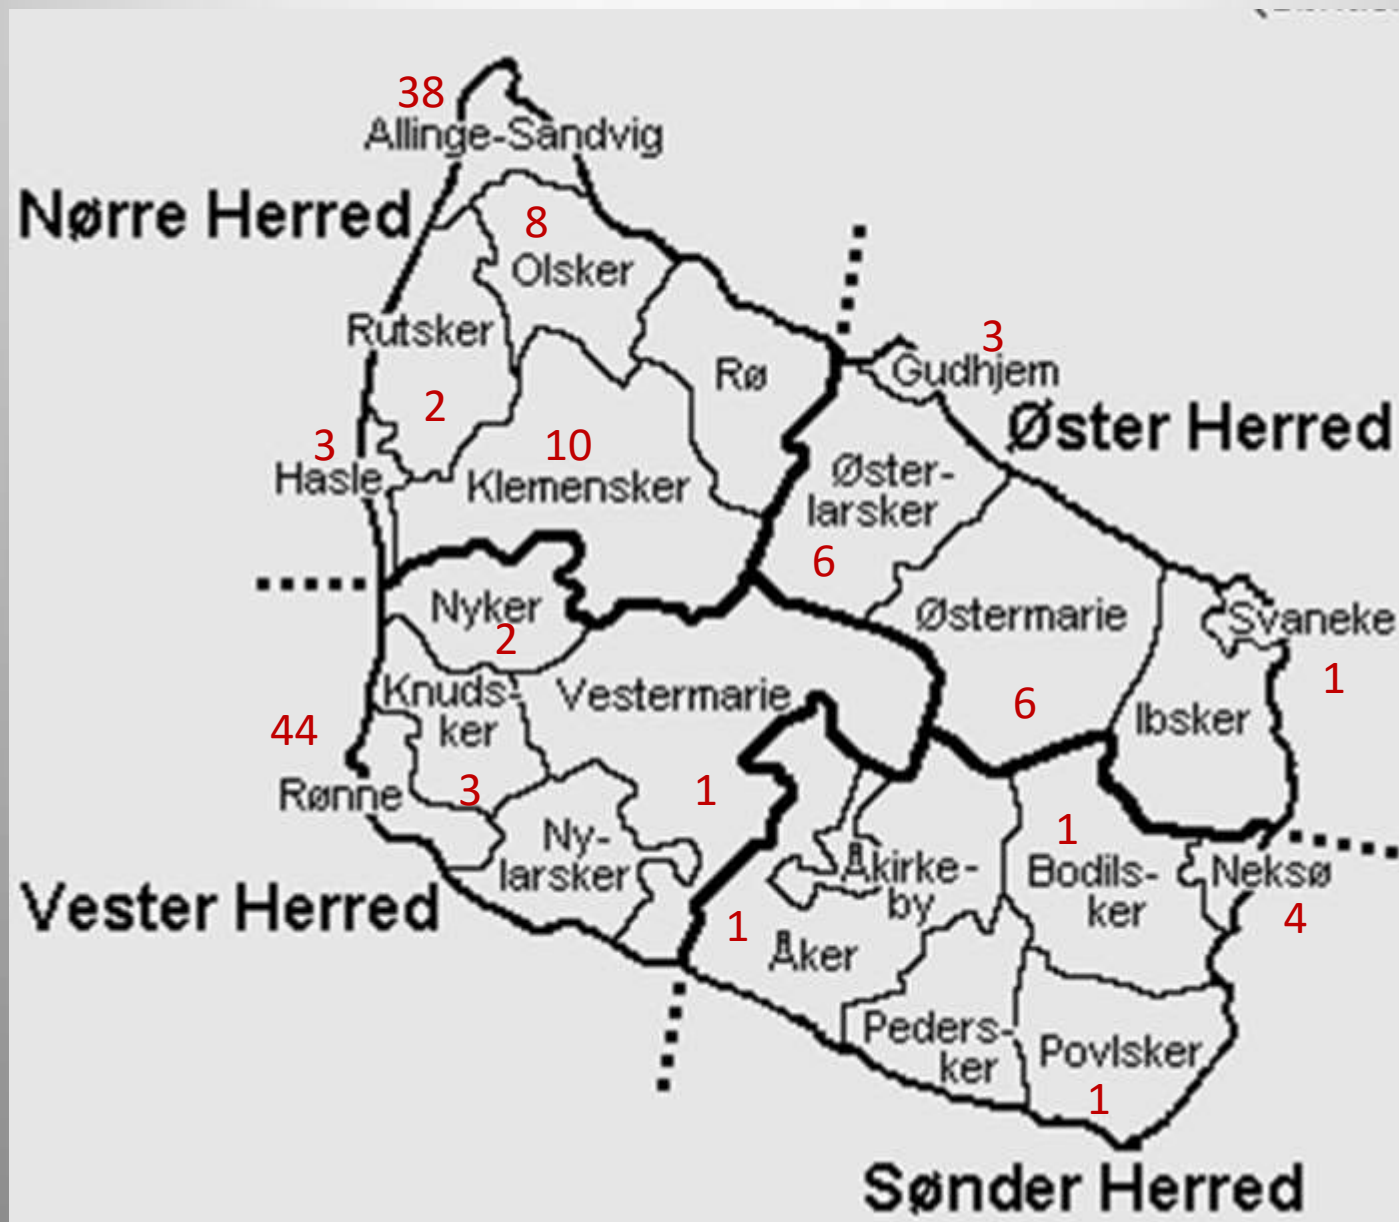 38
Allinge-Sandvig
Nørre Herred
8
Olsker
Rutsker
Rø
3
Gudhjem
2
Øster Herred
3
10
Hasle
Klemensker
Øster-
larsker
6
Nyker
2
Østermarie
Svaneke
1
Knuds-
ker
Vestermarie
6
Ibsker
44
Rønne
3
1
Ny-
larsker
1
Bodils-
ker
Åkirke-
by
Neksø
4
Vester Herred
1
Åker
Peders-
ker
Povlsker
1
Sønder Herred